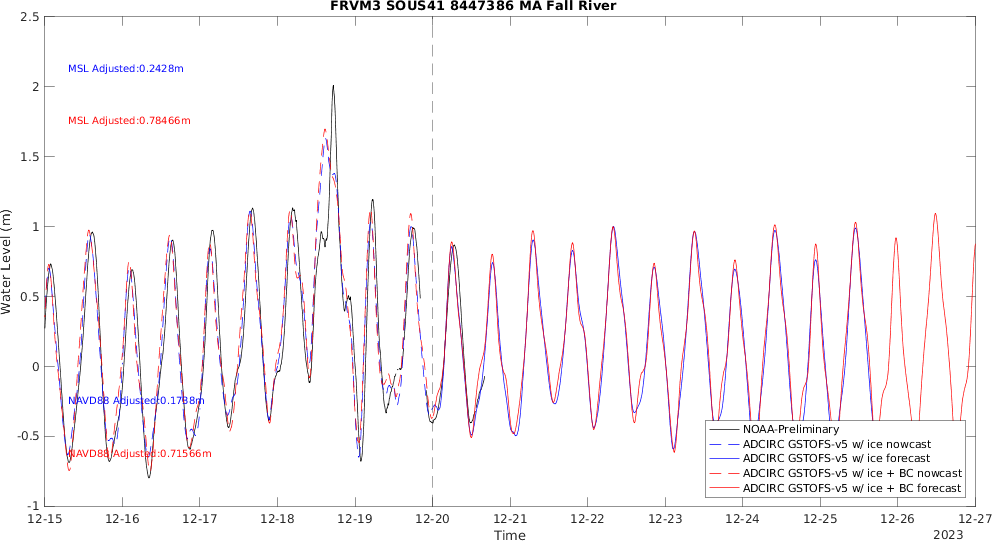 FRVM3 SOUS41 8447386 MA Fall River
2.5
2
1.5
1
0.5
0
-0.5
-1
Water Level (m)
MSL Adjusted:0.2428m
MSL Adjusted:0.78466m
NAVD88 Adjusted:0.1738m
NAVD88 Adjusted:0.71566m
NOAA-Preliminary
ADCIRC GSTOFS-v5 w/ ice nowcast
ADCIRC GSTOFS-v5 w/ ice forecast
ADCIRC GSTOFS-v5 w/ ice + BC nowcast
ADCIRC GSTOFS-v5 w/ ice + BC forecast
12-15 12-16 12-17 12-18 12-19 12-20 12-21 12-22 12-23 12-24 12-25 12-26 12-27
Time
2023